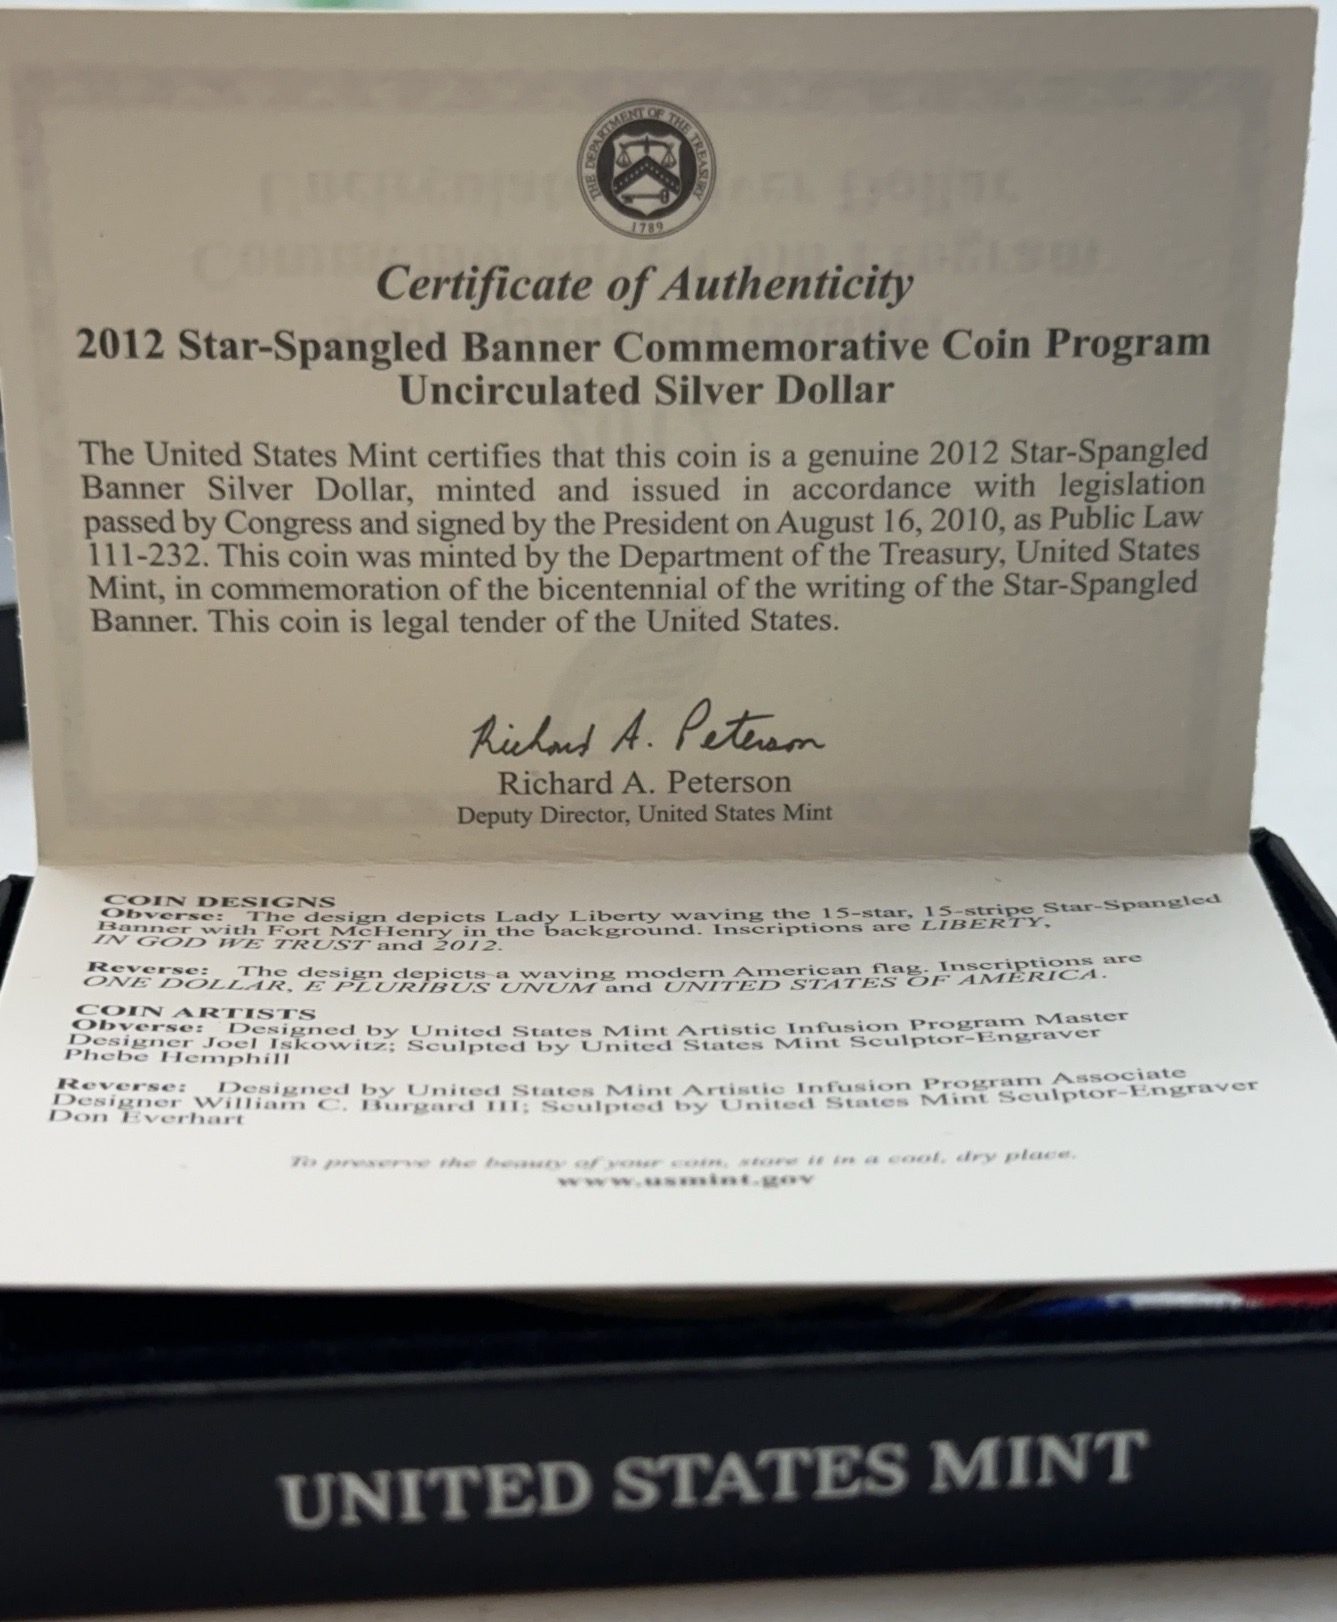 THE DEPARTMENT OF THE TREASURY
1789
Certificate of Authenticity
2012 Star-Spangled Banner Commemorative Coin Program
Uncirculated Silver Dollar
The United States Mint certifies that this coin is a genuine 2012 Star-Spangled
Banner Silver Dollar, minted and issued in accordance with legislation
passed by Congress and signed by the President on August 16, 2010, as Public Law
111-232. This coin was minted by the Department of the Treasury, United States
Mint, in commemoration of the bicentennial of the writing of the Star-Spangled
Banner. This coin is legal tender of the United States.
Richard A. Peterson
Richard A. Peterson
Deputy Director, United States Mint
COIN DESIGNS
Obverse: The design depicts Lady Liberty waving the 15-star, 15-stripe Star-Spangled
Banner with Fort McHenry in the background. Inscriptions are LIBERTY,
IN GOD WE TRUST and 2012.
Reverse: The design depicts a waving modern American flag. Inscriptions are
ONE DOLLAR, E PLURIBUS UNUM and UNITED STATES OF AMERICA.
COIN ARTISTS
Obverse: Designed by United States Mint Artistic Infusion Program Master
Designer Joel Iskowitz; Sculpted by United States Mint Sculptor-Engraver
Phebe Hemphill
Reverse: Designed by United States Mint Artistic Infusion Program Associate
Designer William C. Burgard III; Sculpted by United States Mint Sculptor-Engraver
Don Everhart
To preserve the beauty of your coin, store it in a cool, dry place.
www.usmint.gov
UNITED STATES MINT